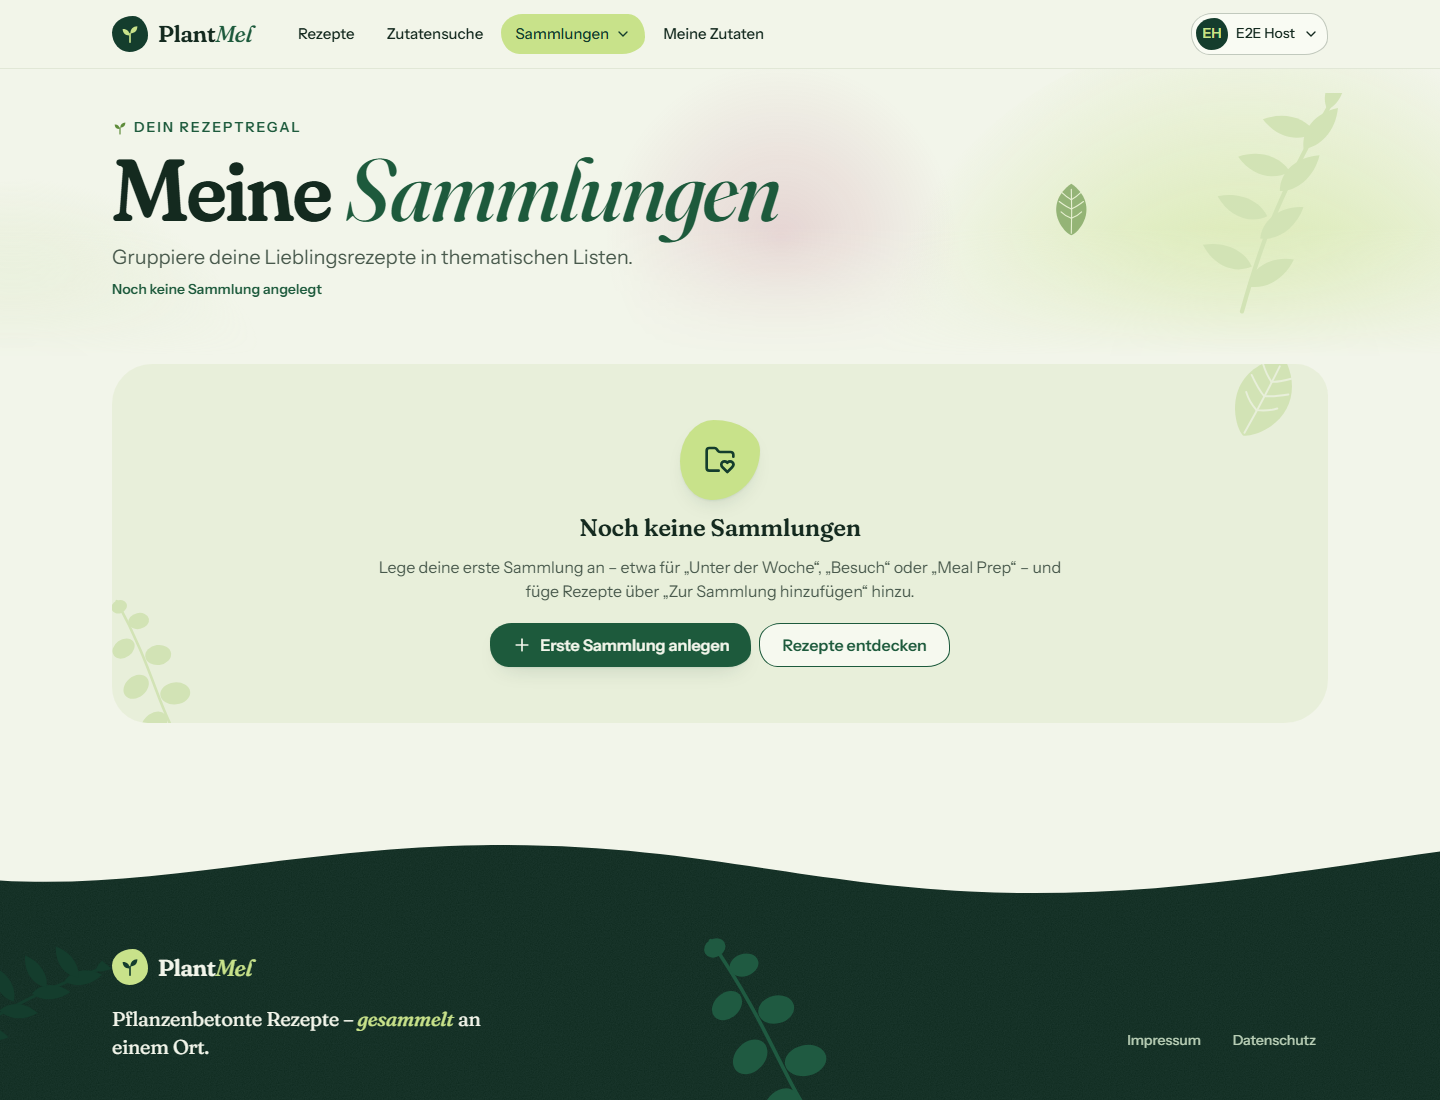 PlantMel
Rezepte
Zutatensuche
Sammlungen
Meine Zutaten
EH
E2E Host
DEIN REZEPTREGAL
Meine Sammlungen
Gruppiere deine Lieblingsrezepte in thematischen Listen.
Noch keine Sammlung angelegt
Noch keine Sammlungen
Lege deine erste Sammlung an – etwa für „Unter der Woche“, „Besuch“ oder „Meal Prep“ – und
füge Rezepte über „Zur Sammlung hinzufügen“ hinzu.
Erste Sammlung anlegen
Rezepte entdecken
PlantMel
Pflanzenbetonte Rezepte – gesammelt an
einem Ort.
Impressum
Datenschutz